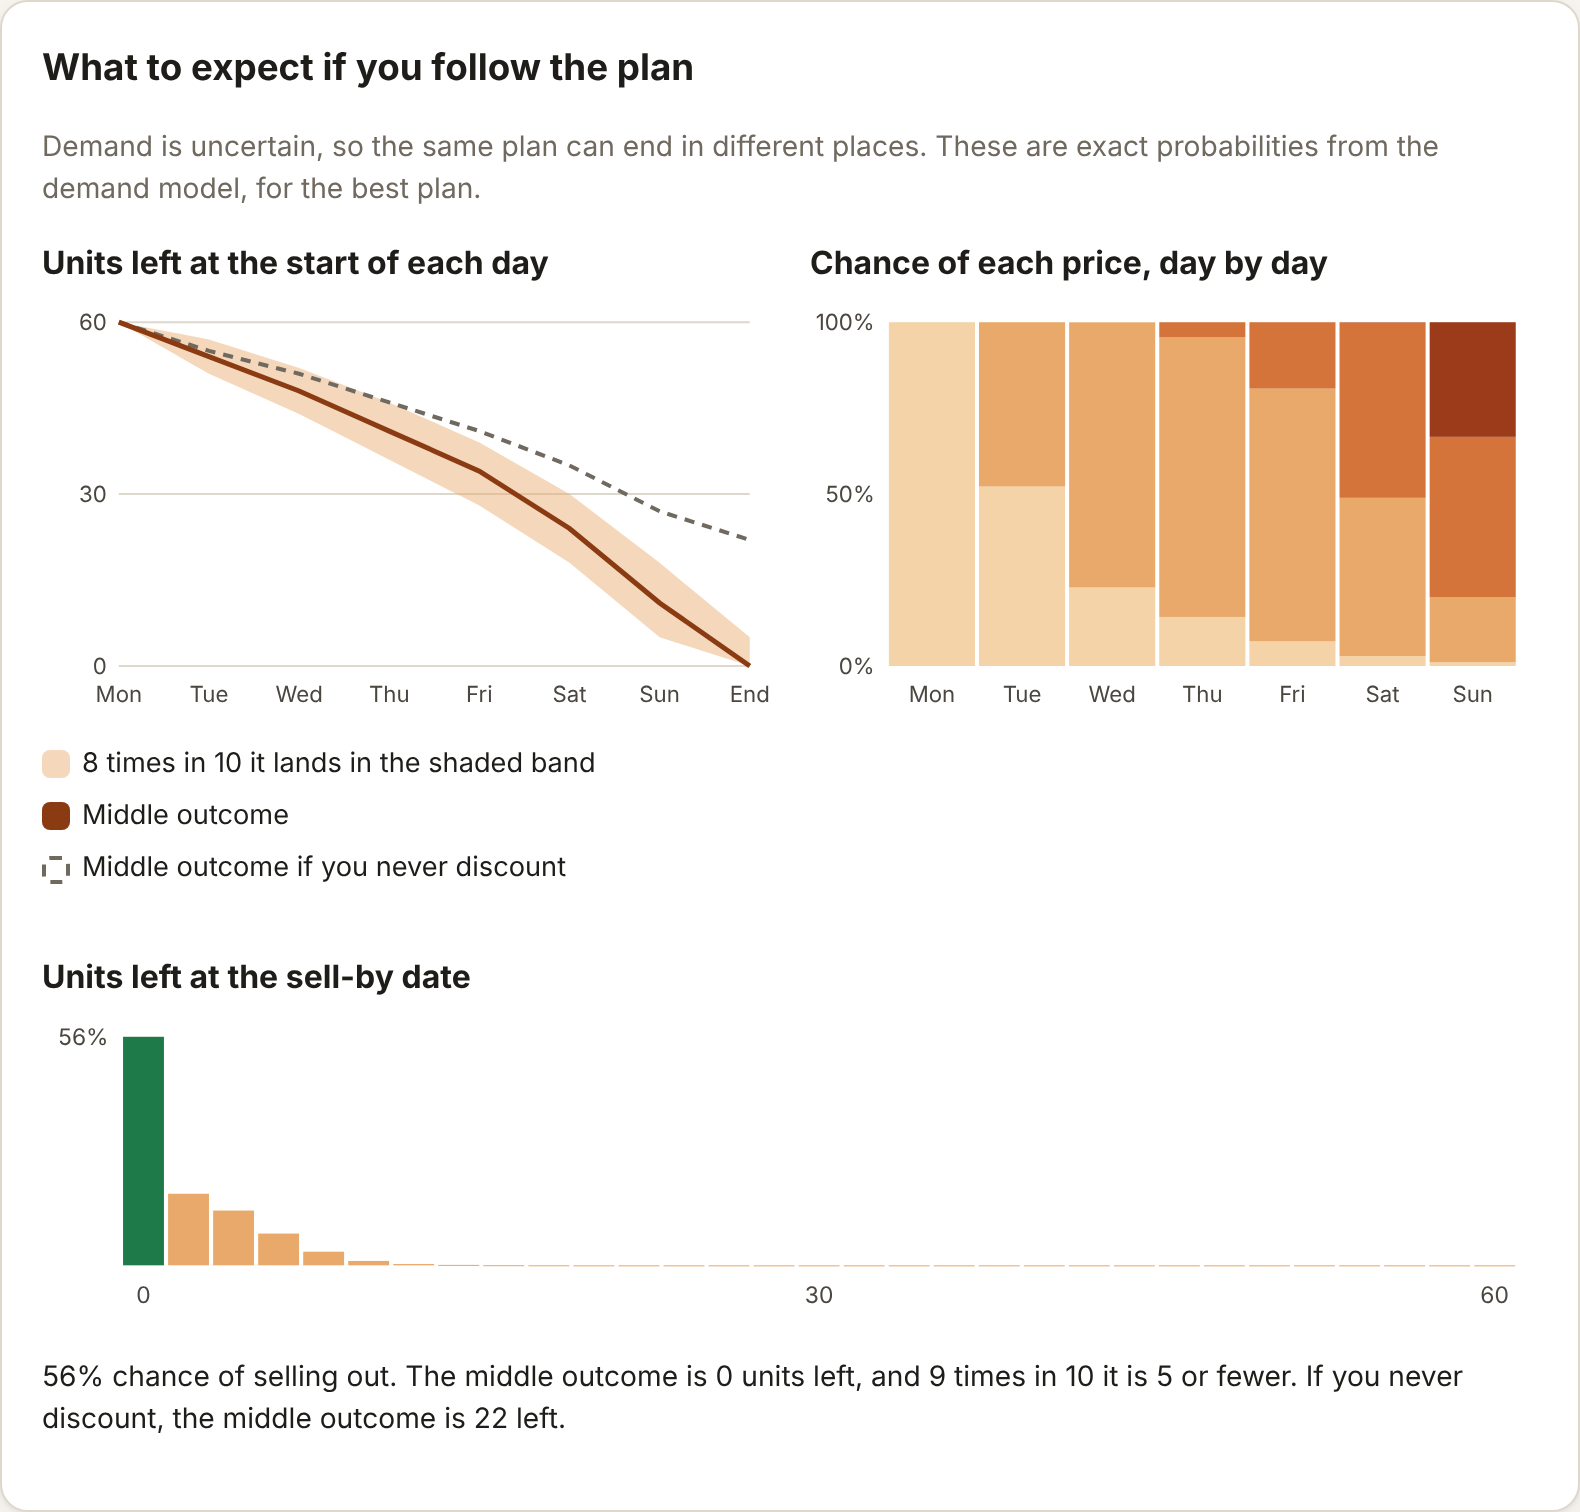 What to expect if you follow the plan
Demand is uncertain, so the same plan can end in different places. These are exact probabilities from the
demand model, for the best plan.
Units left at the start of each day
60
30
0
Mon Tue Wed Thu Fri Sat Sun End
8 times in 10 it lands in the shaded band
Middle outcome
Middle outcome if you never discount
Chance of each price, day by day
100%
50%
0%
Mon Tue Wed Thu Fri Sat Sun
Units left at the sell-by date
56%
0 30 60
56% chance of selling out. The middle outcome is 0 units left, and 9 times in 10 it is 5 or fewer. If you never
discount, the middle outcome is 22 left.